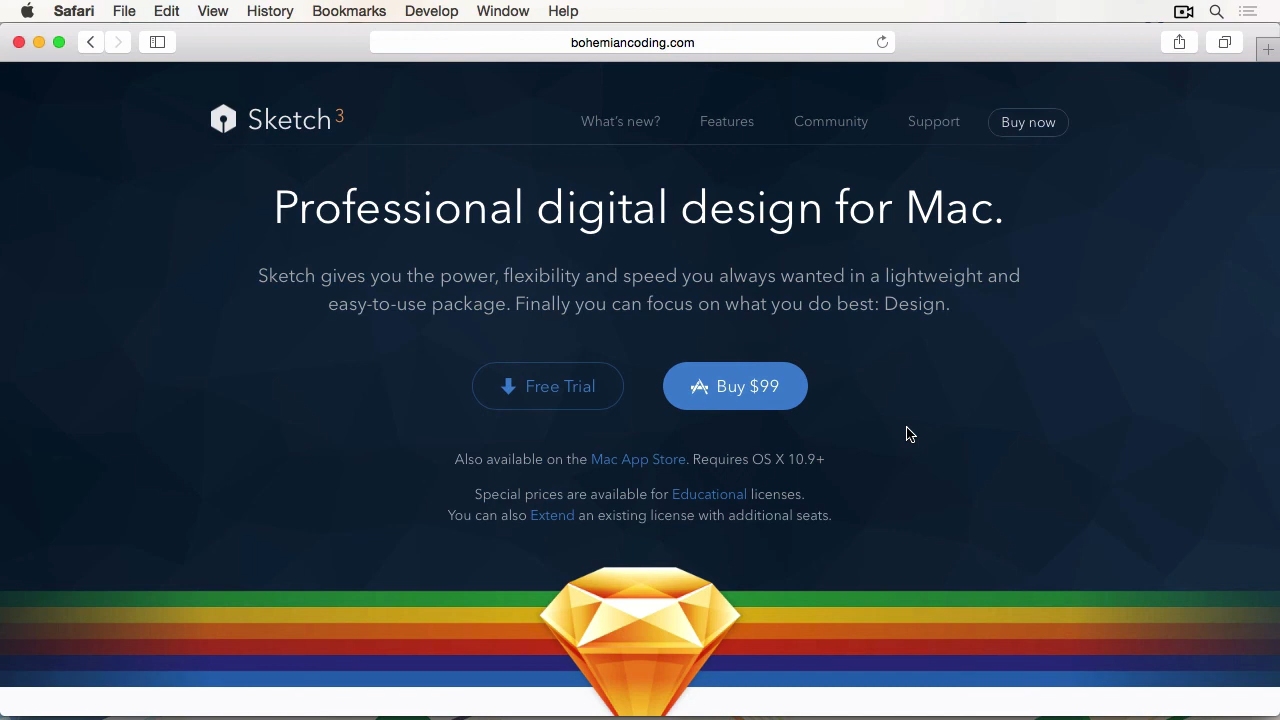 Safari File Edit View History Bookmarks Develop Window Help
bohemiancoding.com
Sketch 3
What's new? Features Community Support Buy now
Professional digital design for Mac.
Sketch gives you the power, flexibility and speed you always wanted in a lightweight and
easy-to-use package. Finally you can focus on what you do best: Design.
Free Trial Buy $99
Also available on the Mac App Store. Requires OS X 10.9+
Special prices are available for Educational licenses.
You can also Extend an existing license with additional seats.